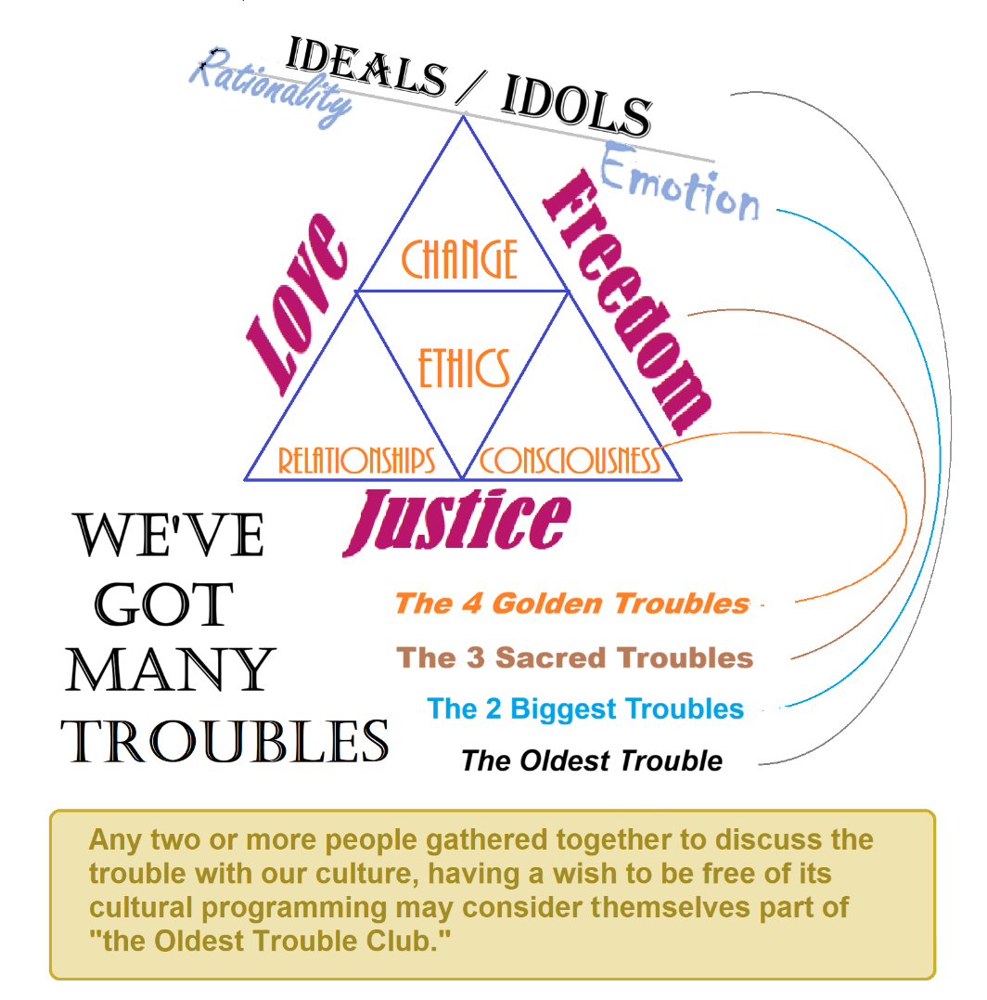 IDEALS / IDOLS
Rationality
Emotion
Love
Freedom
CHANGE
ETHICS
RELATIONSHIPS
CONSCIOUSNESS
Justice
WE'VE
GOT
MANY
TROUBLES
The 4 Golden Troubles
The 3 Sacred Troubles
The 2 Biggest Troubles
The Oldest Trouble
Any two or more people gathered together to discuss the
trouble with our culture, having a wish to be free of its
cultural programming may consider themselves part of
"the Oldest Trouble Club."